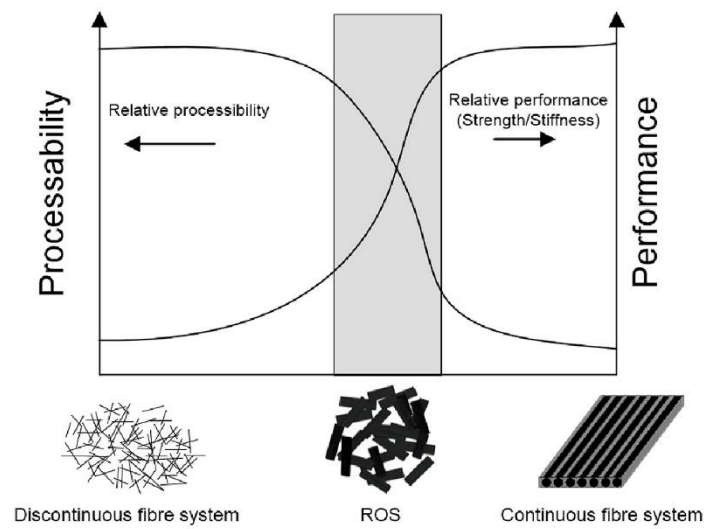 Processability
Relative processibility
Relative performance
(Strength/Stiffness)
Performance
Discontinuous fibre system
ROS
Continuous fibre system